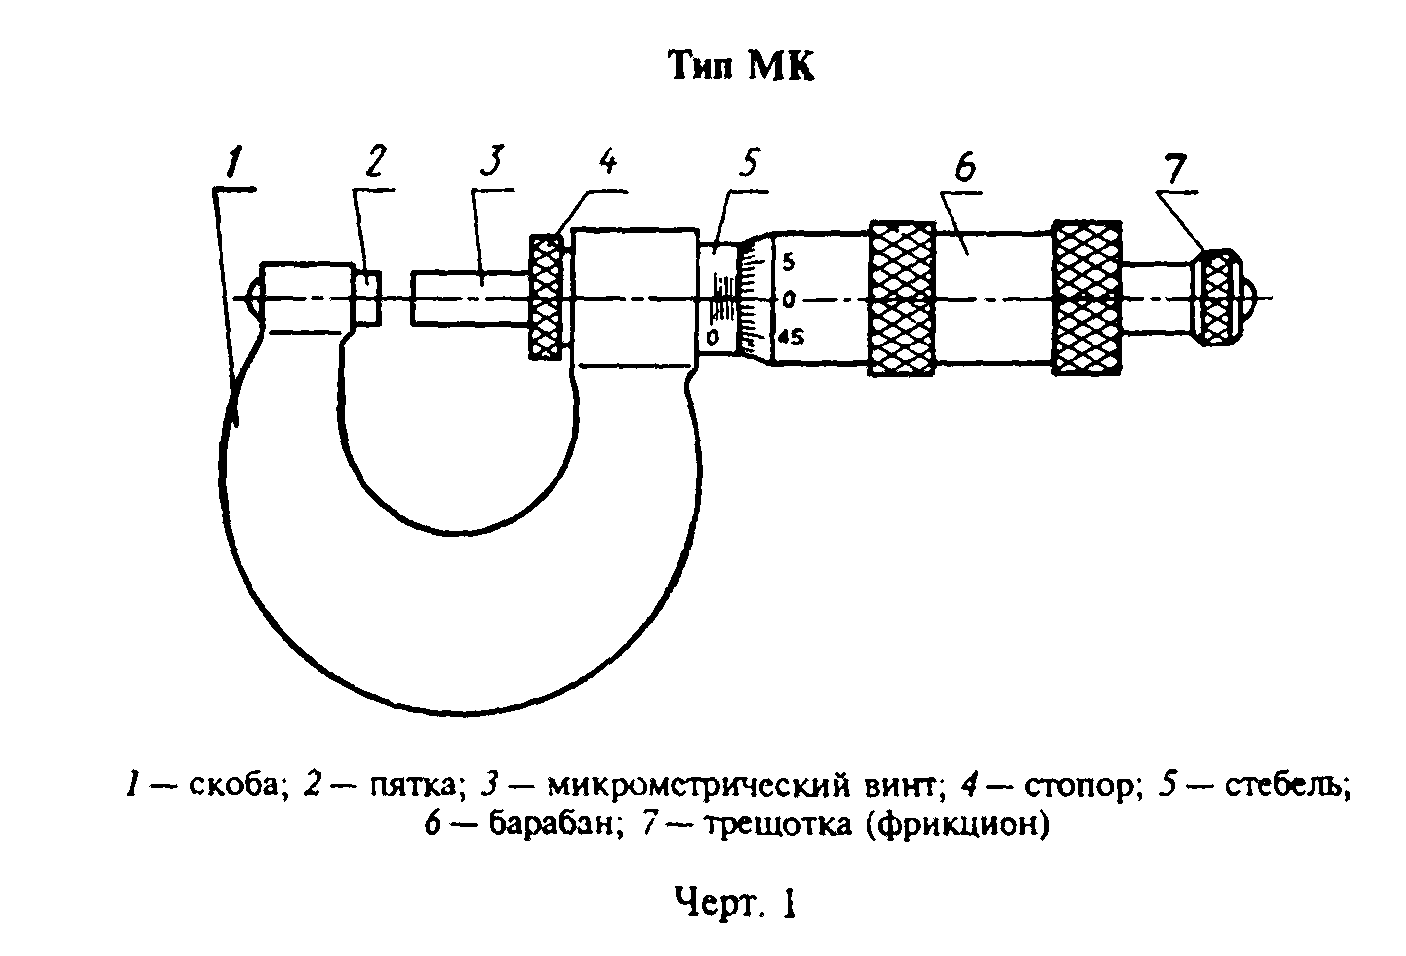 Тип МК
1 2 3 4 5 6 7
5
0
0 45
1 — скоба; 2 — пятка; 3 — микромстрический винт; 4 — стопор; 5 — стебель;
6 — барабан; 7 — трещотка (фрикцион)
Черт. 1